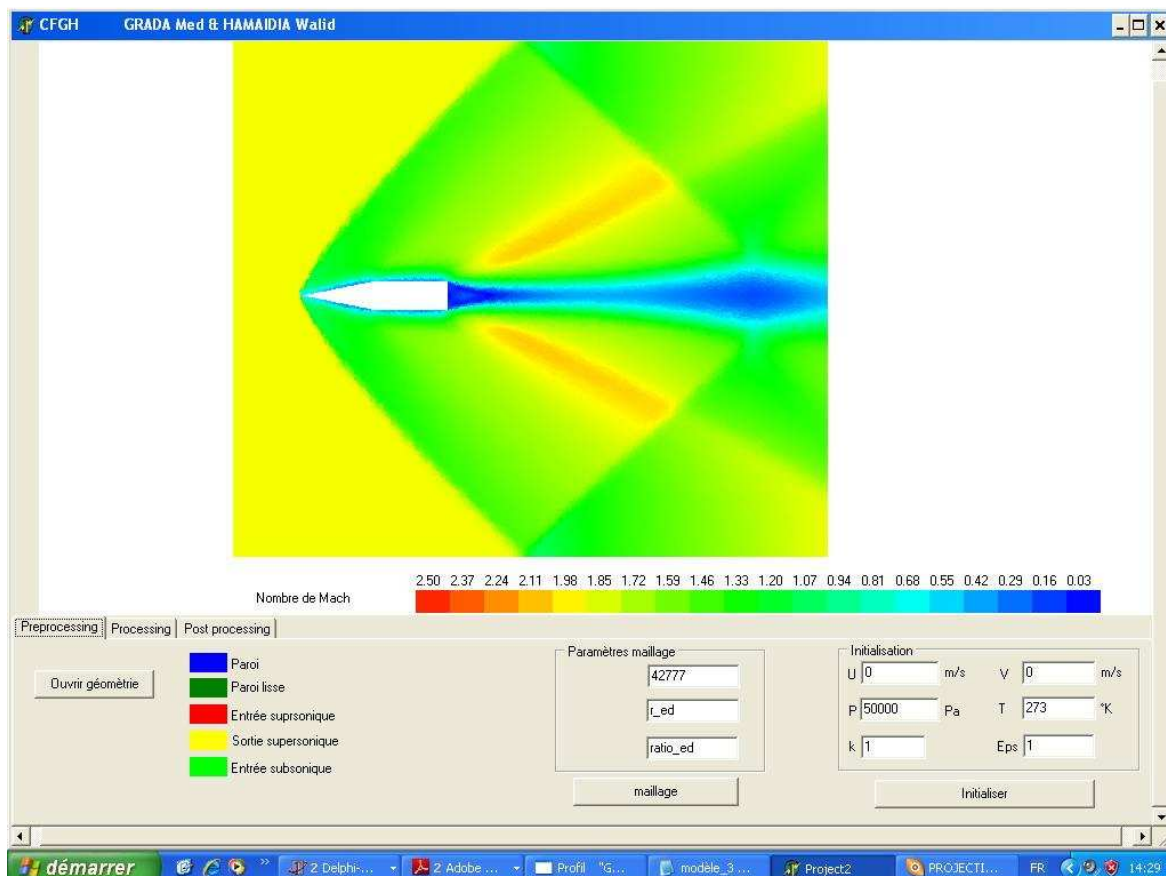 CFGH GRADA Med & HAMAIDIA Walid
2.50 2.37 2.24 2.11 1.98 1.85 1.72 1.59 1.46 1.33 1.20 1.07 0.94 0.81 0.68 0.55 0.42 0.29 0.16 0.03
Nombre de Mach
Preprocessing Processing Post processing
Ouvrir géomètrie
Paroi
Paroi lisse
Entrée suprsonique
Sortie supersonique
Entrée subsonique
Paramètres maillage
42777
r_ed
ratio_ed
maillage
Initialisation
U 0 m/s V 0 m/s
P 50000 Pa T 273 °K
k 1 Eps 1
Initialiser
démarrer » 2 Delphi-... 2 Adobe ... Profil "G... modèle_3 ... Project2 PROJECTI... FR 14:29